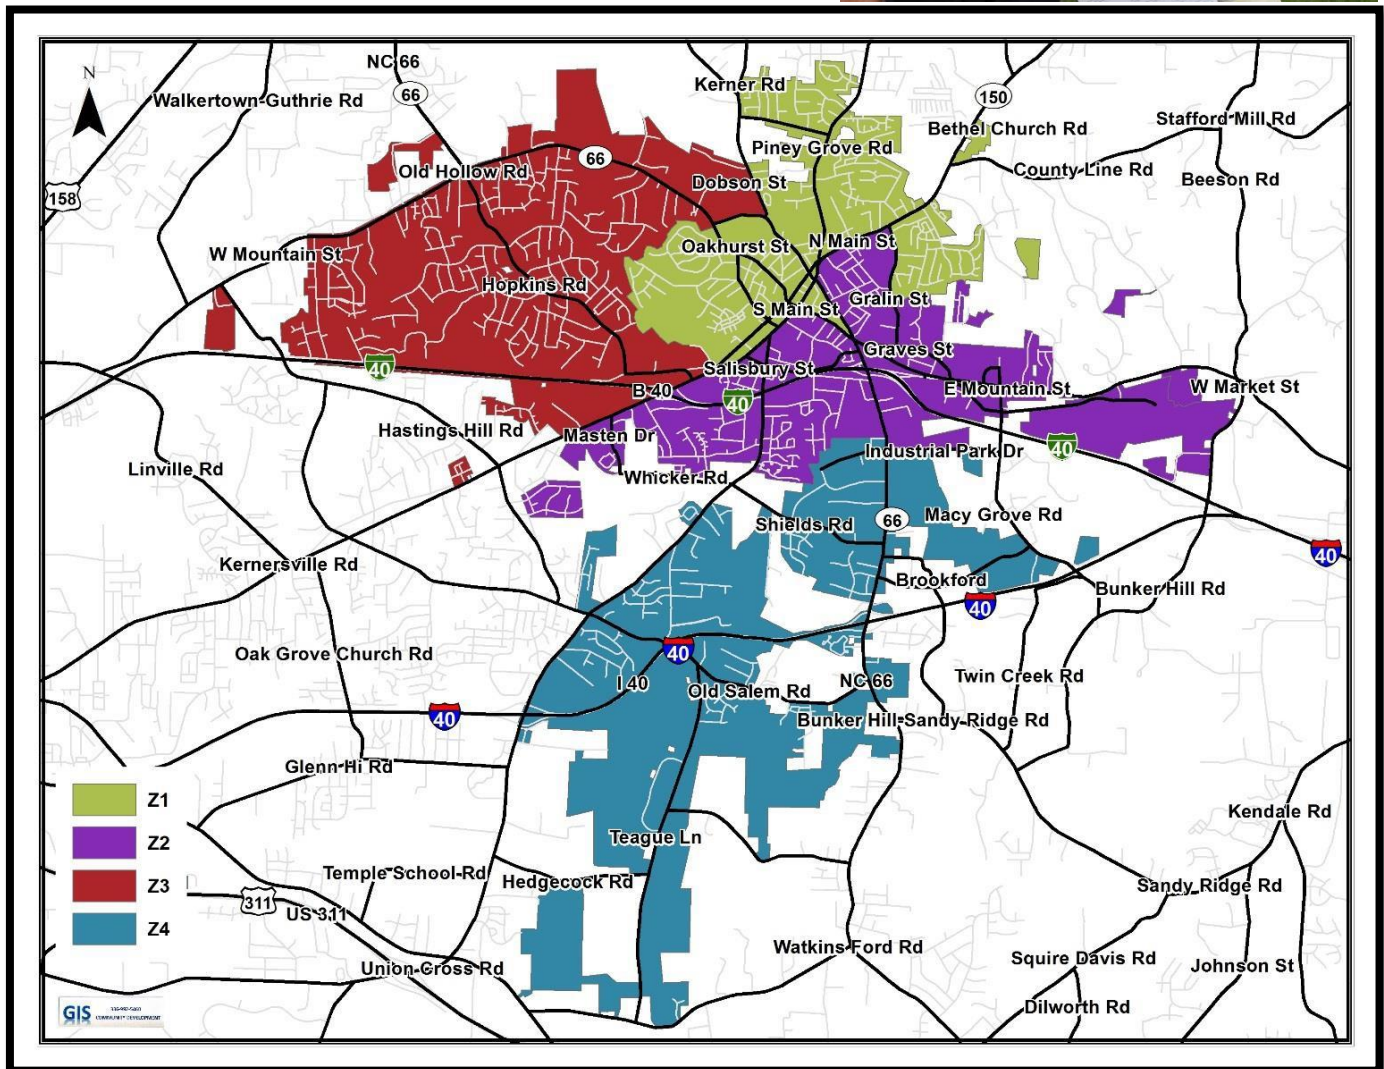 N
NC 66
66
Walkertown-Guthrie Rd
Kerner Rd
150
Bethel Church Rd
Stafford Mill Rd
Piney Grove Rd
66
Old Hollow Rd
County Line Rd
Dobson St
Beeson Rd
158
W Mountain St
Oakhurst St
N Main St
Hopkins Rd
Gralin St
S Main St
Graves St
40
Salisbury St
B 40
40
E Mountain St
W Market St
Hastings Hill Rd
Masten Dr
Industrial Park Dr
40
Linville Rd
Whicker Rd
Shields Rd
66
Macy Grove Rd
40
Kernersville Rd
Brookford
Bunker Hill Rd
40
Oak Grove Church Rd
40
I 40
Old Salem Rd
NC 66
Twin Creek Rd
40
Bunker Hill-Sandy Ridge Rd
Glenn Hi Rd
Z1
Kendale Rd
Teague Ln
Z2
Temple School Rd
Hedgecock Rd
Sandy Ridge Rd
Z3
311
US 311
Z4
Watkins Ford Rd
Squire Davis Rd
Union Cross Rd
Johnson St
Dilworth Rd
GIS
COMMUNITY DEVELOPMENT